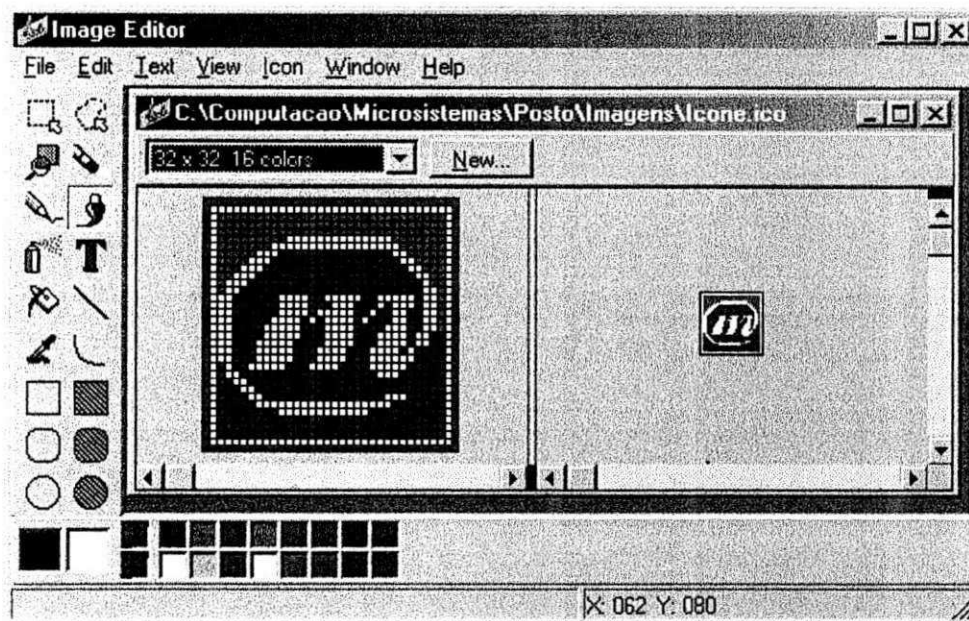 Image Editor
File Edit Text View Icon Window Help
C:\Computacao\Microsistemas\Posto\Imagens\Icone.ico
32 x 32 16 colors
New...
T
m
m
X: 062 Y: 080